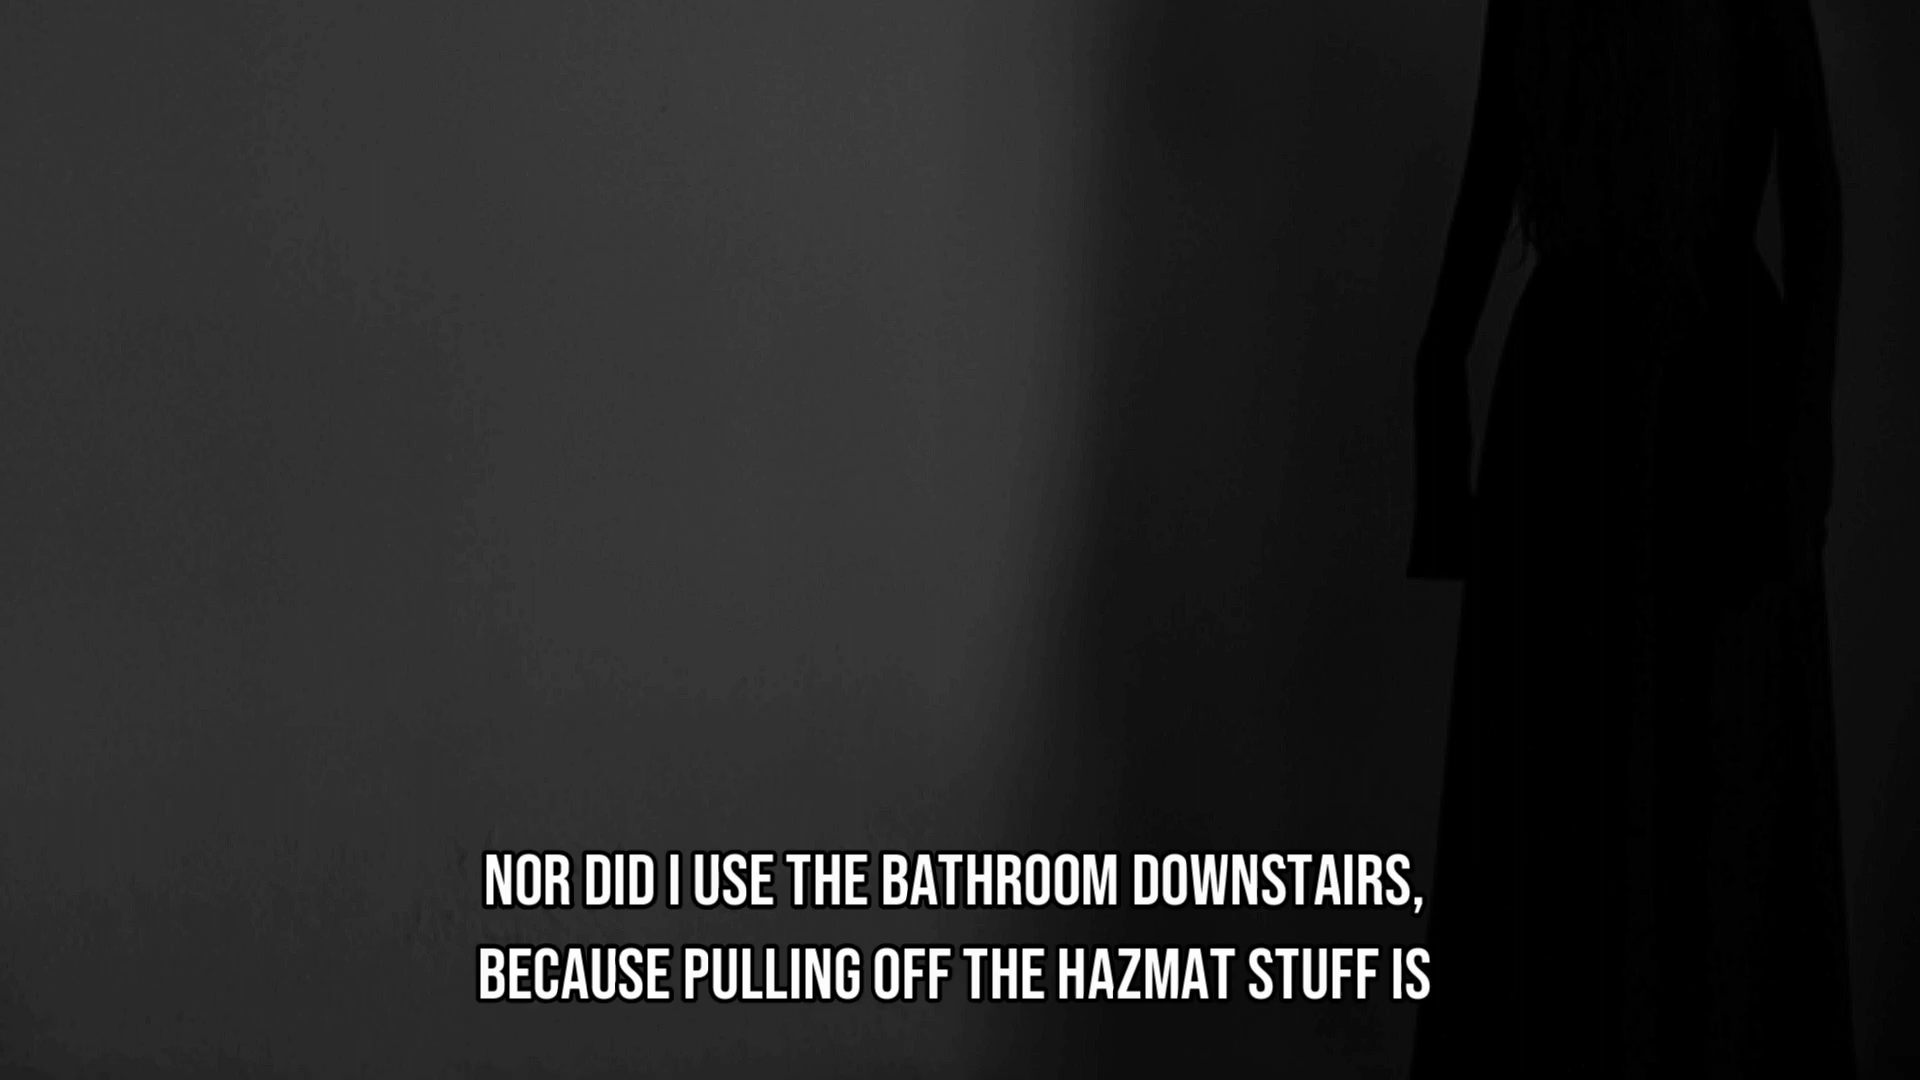 NOR DID I USE THE BATHROOM DOWNSTAIRS,
BECAUSE PULLING OFF THE HAZMAT STUFF IS